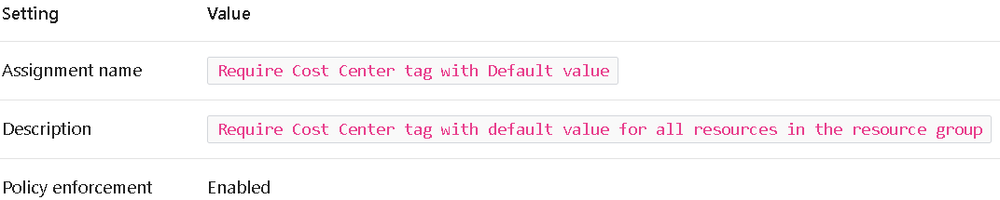 Setting Value
Assignment name Require Cost Center tag with Default value
Description Require Cost Center tag with default value for all resources in the resource group
Policy enforcement Enabled